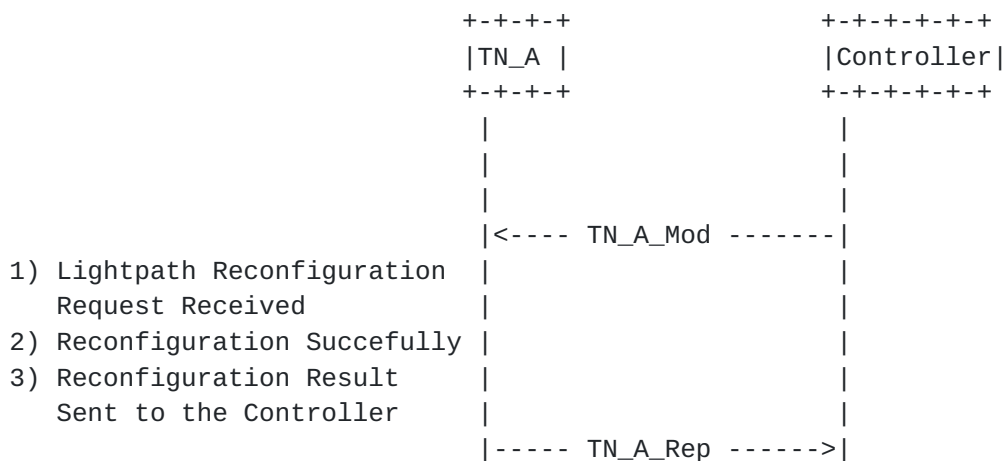 +-+-+-+ +-+-+-+-+-+
|TN_A | |Controller|
+-+-+-+ +-+-+-+-+-+
| |
| |
| |
|<---- TN_A_Mod -------|
1) Lightpath Reconfiguration | |
Request Received | |
2) Reconfiguration Succefully | |
3) Reconfiguration Result | |
Sent to the Controller | |
|----- TN_A_Rep ------>|